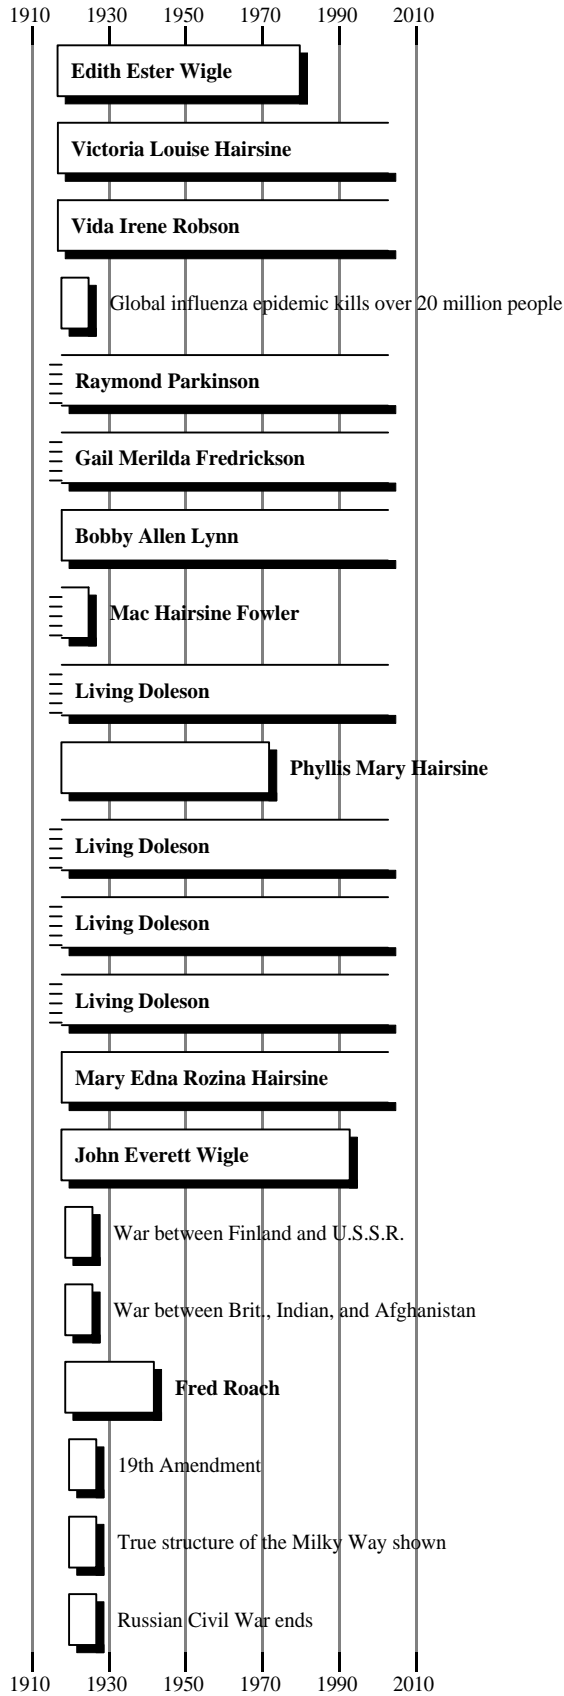 1910 1930 1950 1970 1990 2010
Edith Ester Wigle
Victoria Louise Hairsine
Vida Irene Robson
Global influenza epidemic kills over 20 million people
Raymond Parkinson
Gail Merilda Fredrickson
Bobby Allen Lynn
Mac Hairsine Fowler
Living Doleson
Phyllis Mary Hairsine
Living Doleson
Living Doleson
Living Doleson
Mary Edna Rozina Hairsine
John Everett Wigle
War between Finland and U.S.S.R.
War between Brit., Indian, and Afghanistan
Fred Roach
19th Amendment
True structure of the Milky Way shown
Russian Civil War ends
1910 1930 1950 1970 1990 2010